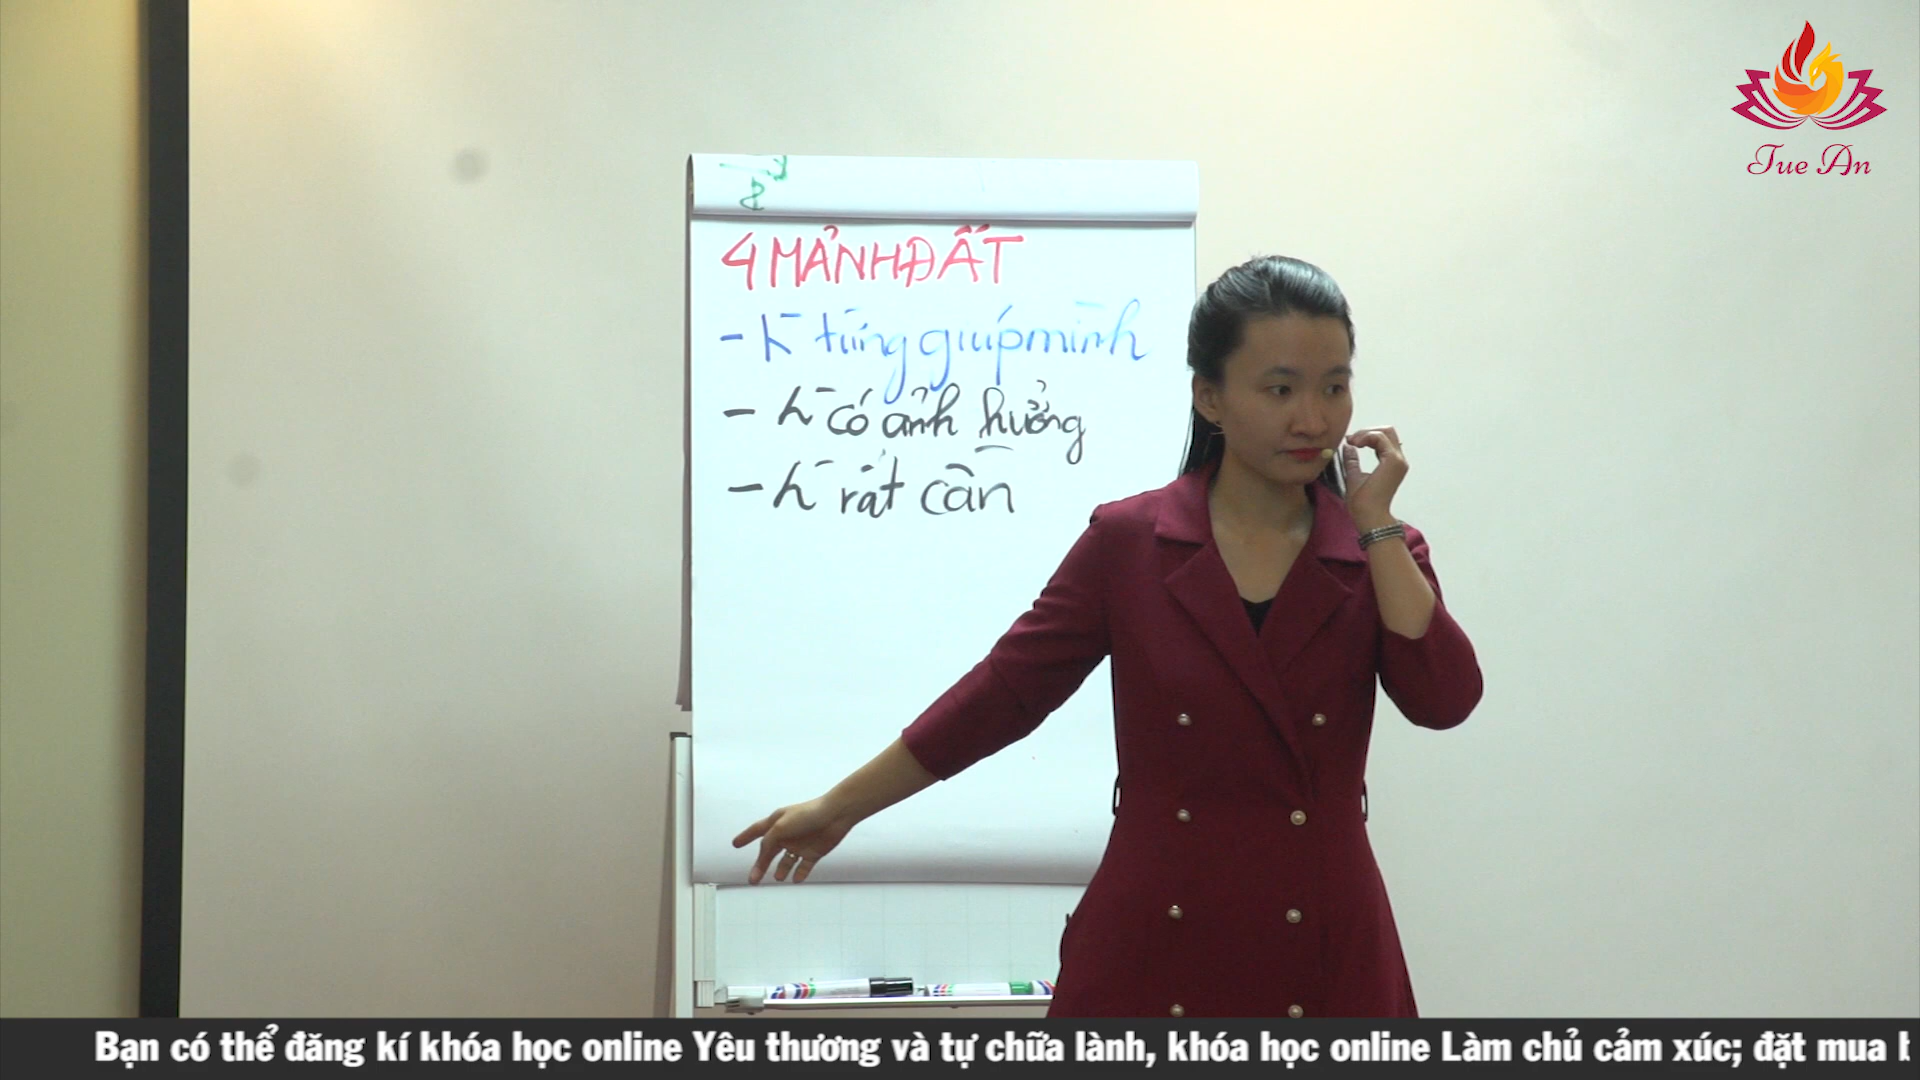 Tue An
4 MẢNH ĐẤT
- K từng giúp mình
- K có ảnh hưởng
- K rất cần
Bạn có thể đăng kí khóa học online Yêu thương và tự chữa lành, khóa học online Làm chủ cảm xúc; đặt mua